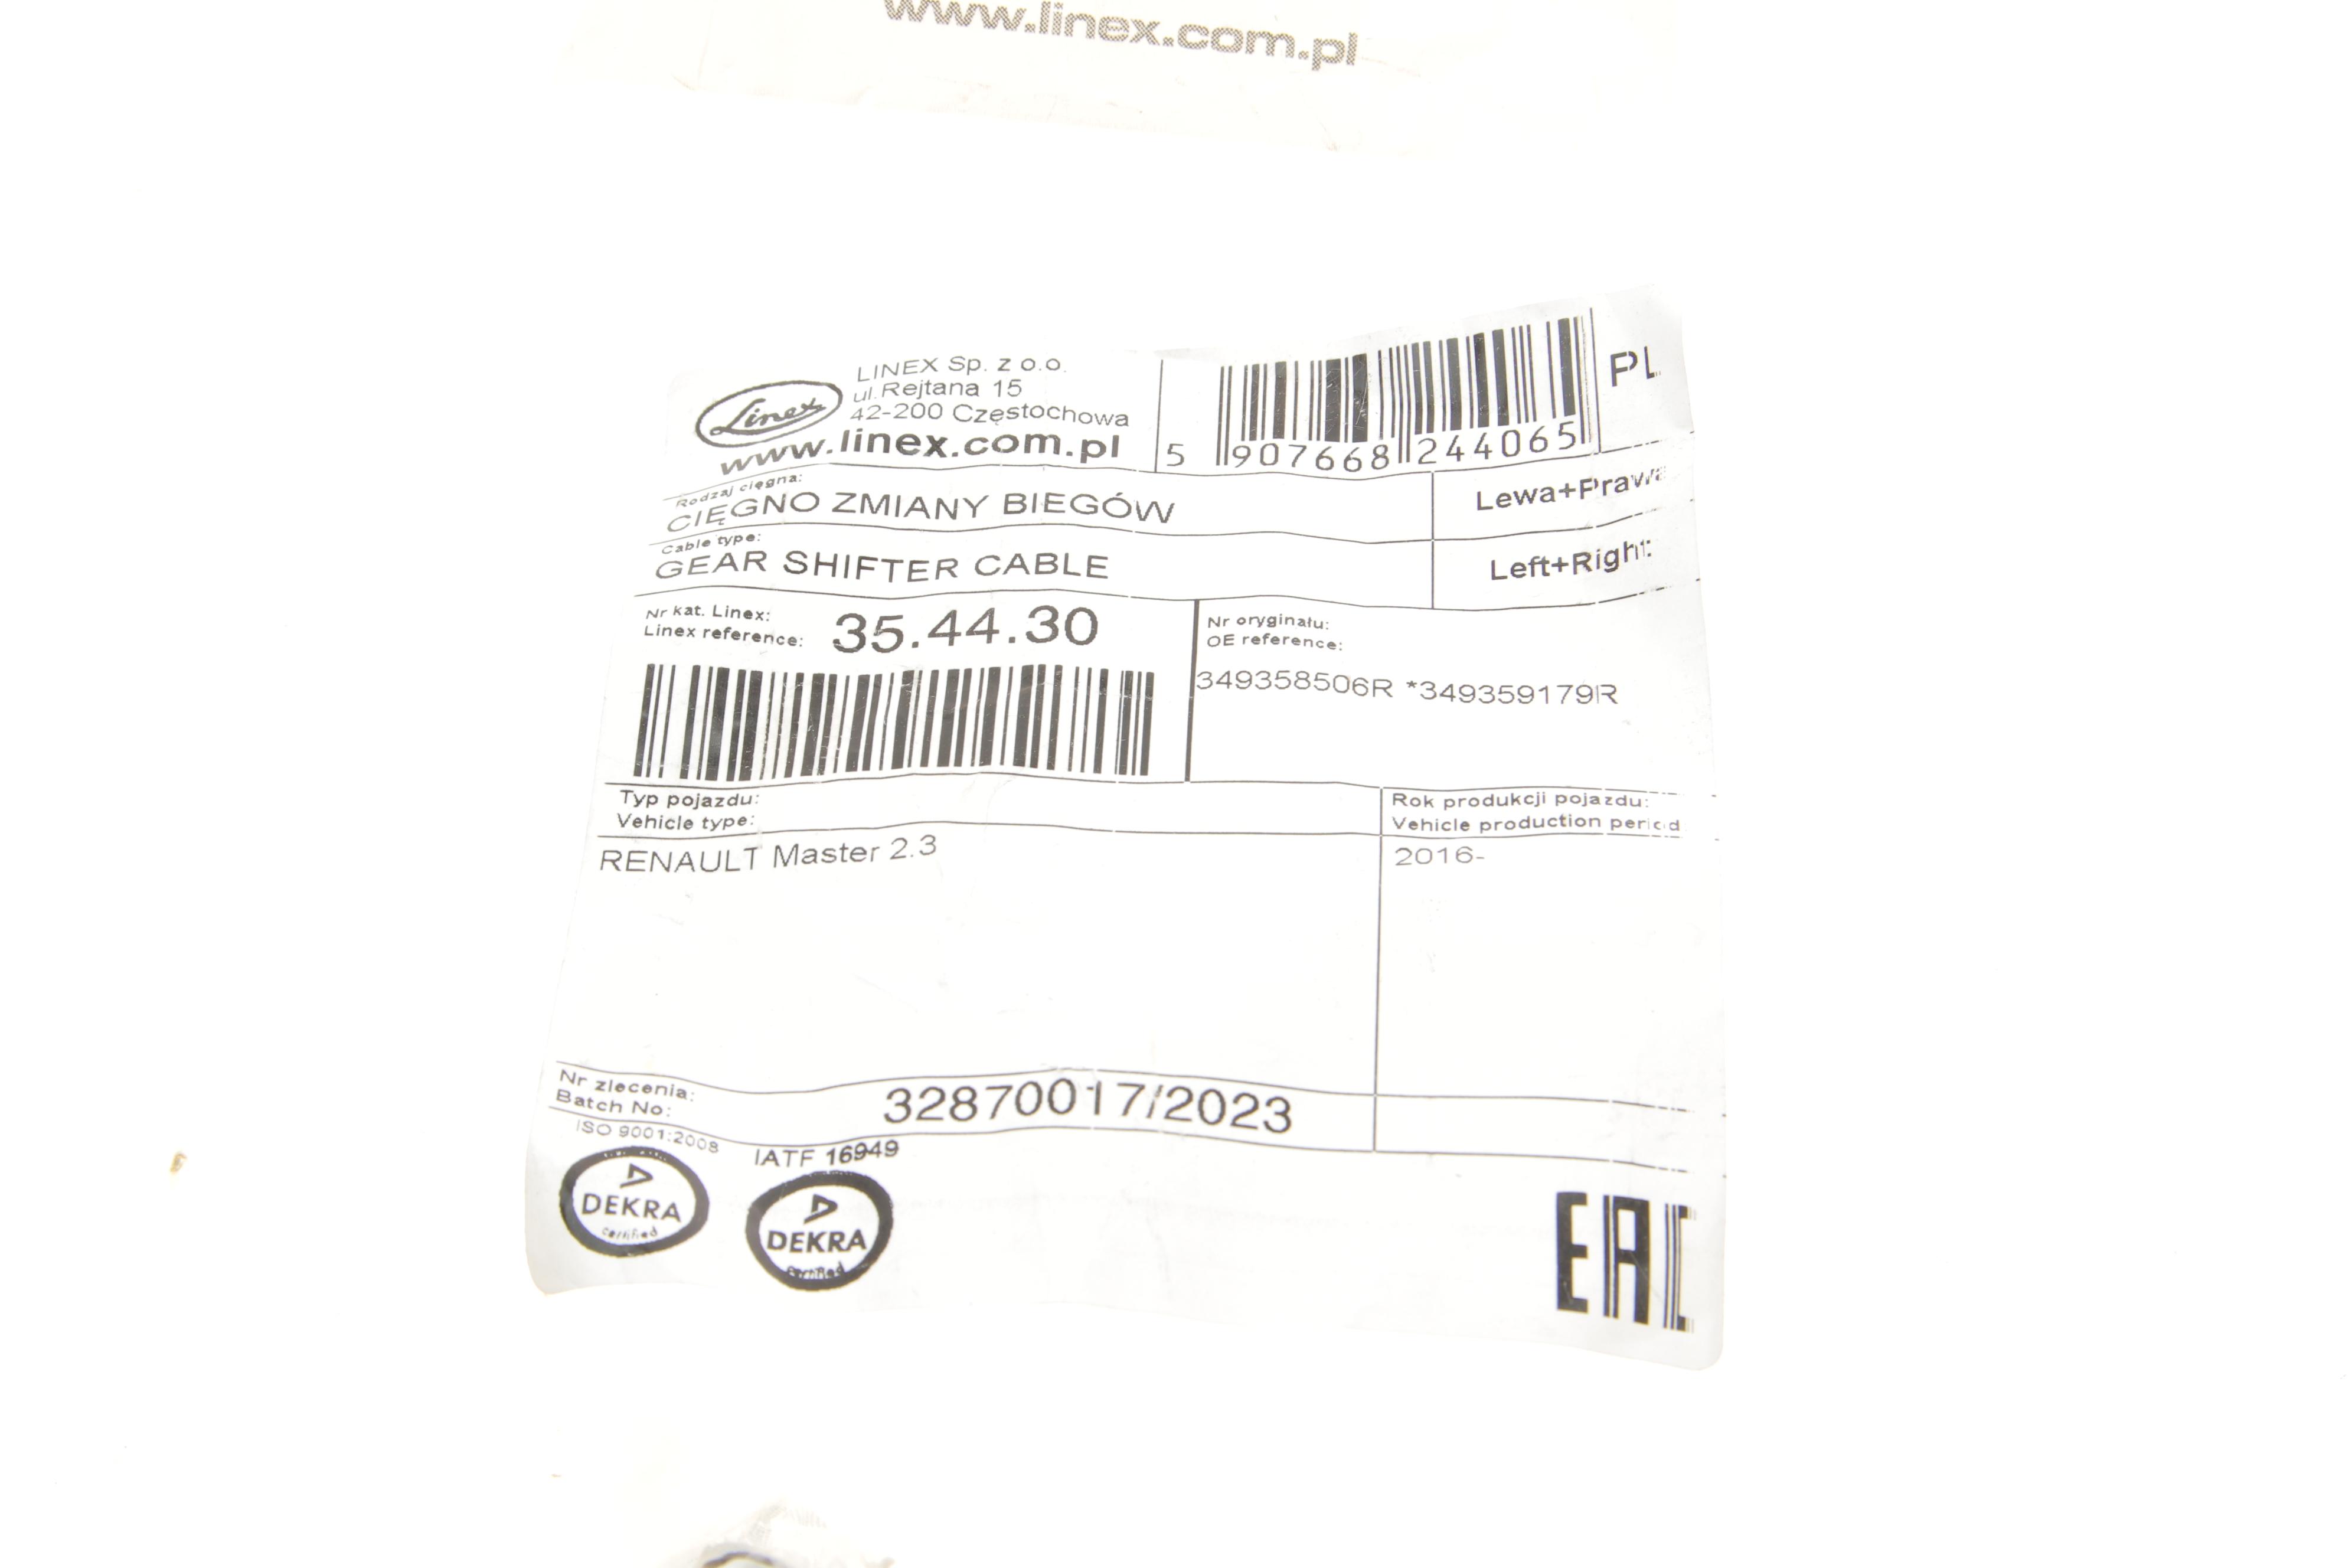 www.linex.com.pl
LINEX Sp. z o.o.
ul.Rejtana 15
42-200 Częstochowa
Linex
www.linex.com.pl
5 907668 244065
PL
Rodzaj cięgna:
CIĘGNO ZMIANY BIEGÓW
Lewa+Prawa
Cable type:
GEAR SHIFTER CABLE
Left+Right
Nr kat. Linex:
Linex reference:
35.44.30
Nr oryginału:
OE reference:
349358506R *349359179R
Typ pojazdu:
Vehicle type:
Rok produkcji pojazdu:
Vehicle production period
RENAULT Master 2.3
2016-
Nr zlecenia:
Batch No:
32870017/2023
ISO 9001:2008
IATF 16949
DEKRA
certified
DEKRA
certified
EAC